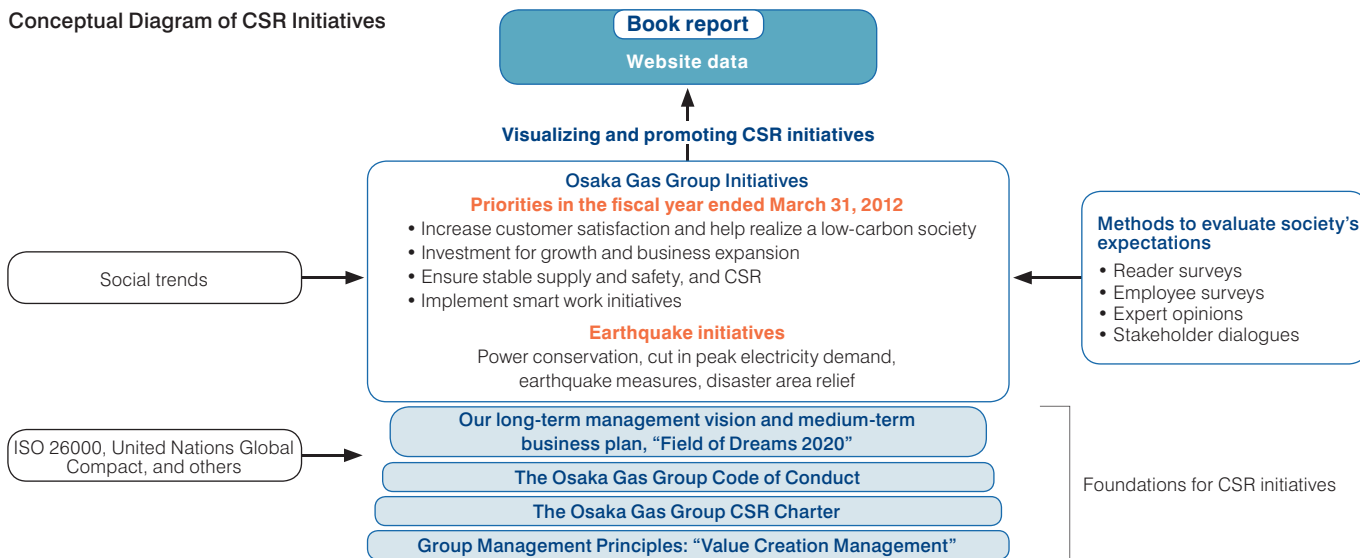 Conceptual Diagram of CSR Initiatives
Book report
Website data
Visualizing and promoting CSR initiatives
Osaka Gas Group Initiatives
Priorities in the fiscal year ended March 31, 2012
• Increase customer satisfaction and help realize a low-carbon society
• Investment for growth and business expansion
• Ensure stable supply and safety, and CSR
• Implement smart work initiatives
Earthquake initiatives
Power conservation, cut in peak electricity demand,
earthquake measures, disaster area relief
Social trends
Methods to evaluate society’s
expectations
• Reader surveys
• Employee surveys
• Expert opinions
• Stakeholder dialogues
ISO 26000, United Nations Global
Compact, and others
Our long-term management vision and medium-term
business plan, “Field of Dreams 2020”
The Osaka Gas Group Code of Conduct
The Osaka Gas Group CSR Charter
Group Management Principles: “Value Creation Management”
Foundations for CSR initiatives